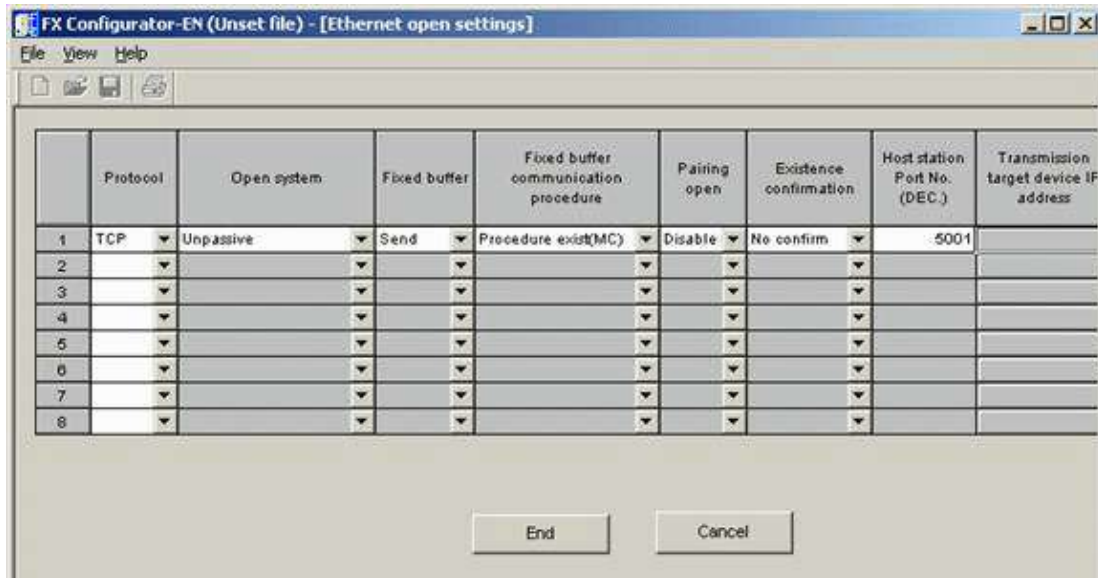 FX Configurator-EN (Unset file) - [Ethernet open settings]
File View Help
Protocol
Open system
Fixed buffer
Fixed buffer
communication
procedure
Pairing
open
Existence
confirmation
Host station
Port No.
(DEC.)
Transmission
target device IP
address
1 TCP Unpassive Send Procedure exist(MC) Disable No confirm 5001
2
3
4
5
6
7
8
End Cancel